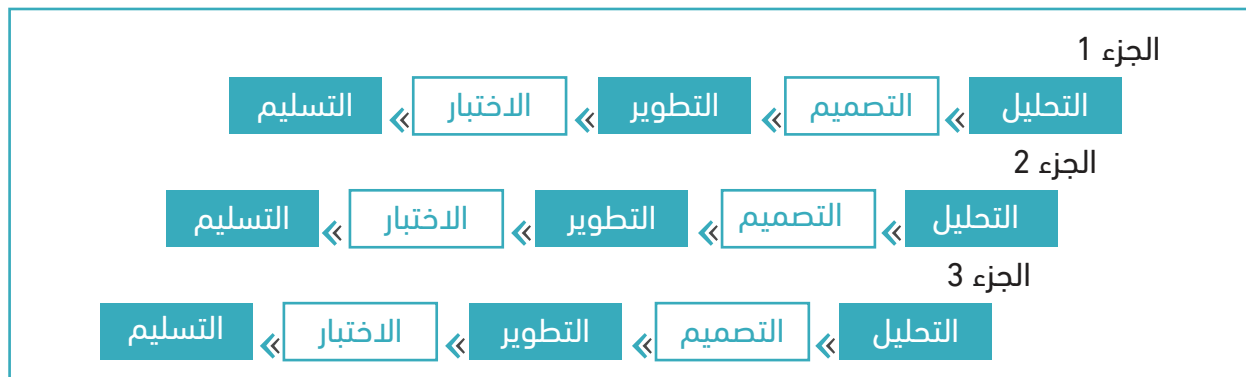 الجزء 1
التحليل » التصميم » التطوير » الاختبار » التسليم
الجزء 2
التحليل » التصميم » التطوير » الاختبار » التسليم
الجزء 3
التحليل » التصميم » التطوير » الاختبار » التسليم